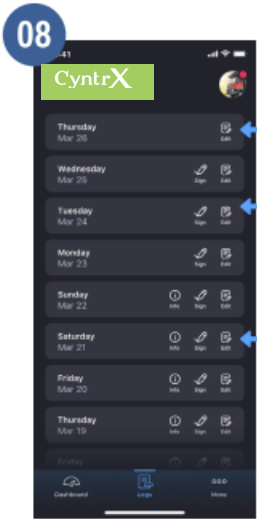 08
:41
CyntrX
Thursday
Mar 26
Edit
Wednesday
Mar 25
Sign Edit
Tuesday
Mar 24
Sign Edit
Monday
Mar 23
Sign Edit
Sunday
Mar 22
Info Sign Edit
Saturday
Mar 21
Info Sign Edit
Friday
Mar 20
Info Sign Edit
Thursday
Mar 19
Info Sign Edit
Friday
Dashboard Logs More